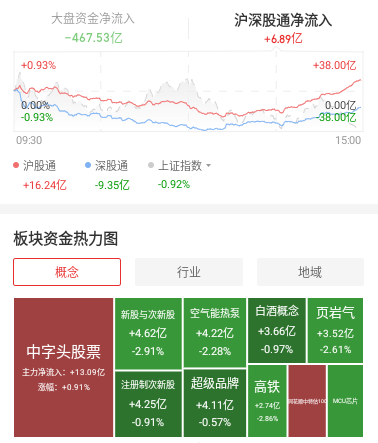 大盘资金净流入
−467.53亿
沪深股通净流入
+6.89亿
+0.93%
+38.00亿
0.00%
0.00亿
-0.93%
-38.00亿
09:30
15:00
沪股通
+16.24亿
深股通
-9.35亿
上证指数
-0.92%
板块资金热力图
概念
行业
地域
中字头股票
主力净流入：+13.09亿
涨幅：+0.91%
新股与次新股
+4.62亿
-2.91%
空气能热泵
+4.22亿
-2.28%
白酒概念
+3.66亿
-0.97%
页岩气
+3.52亿
-2.61%
注册制次新股
+4.25亿
-0.91%
超级品牌
+4.11亿
-0.57%
高铁
+2.74亿
-2.86%
MCU芯片